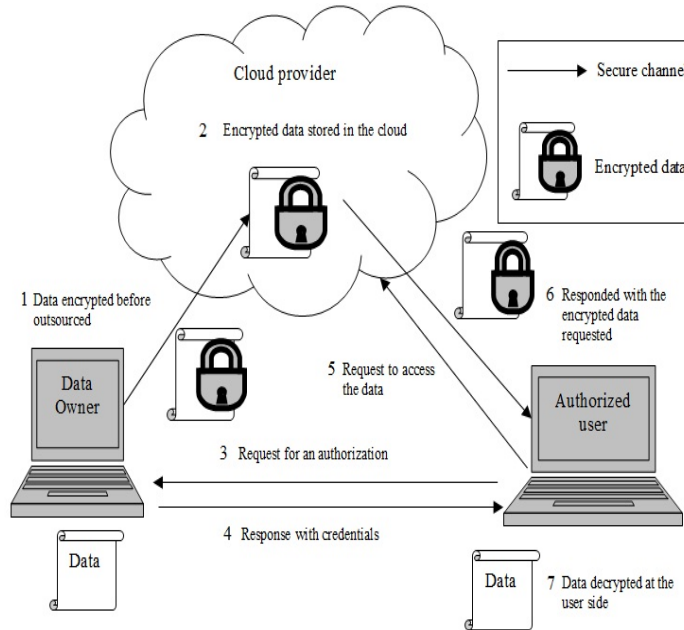 Cloud provider
Secure channel
2 Encrypted data stored in the cloud
Encrypted data
1 Data encrypted before
outsourced
6 Responded with the
encrypted data
requested
5 Request to access
the data
Data
Owner
Authorized
user
3 Request for an authorization
4 Response with credentials
Data
Data
7 Data decrypted at the
user side